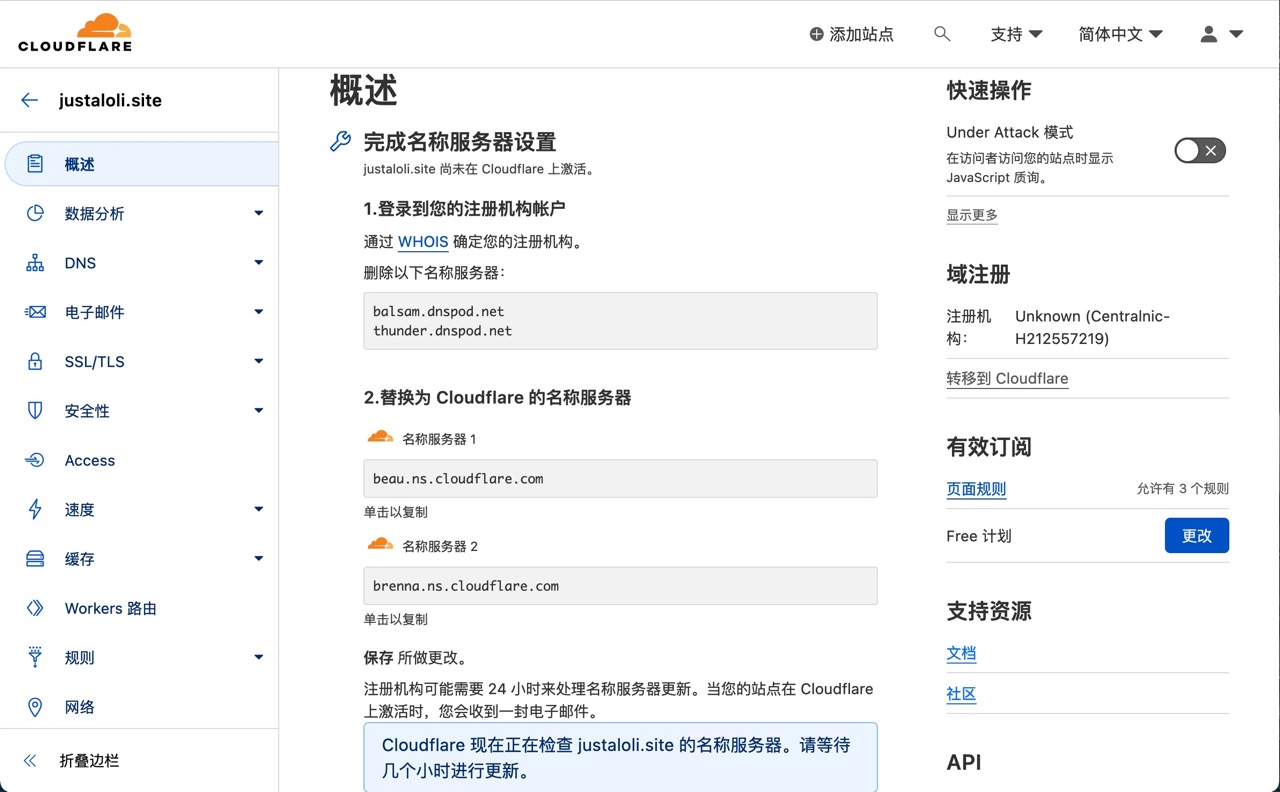 CLOUDFLARE
添加站点
支持
简体中文
justaloli.site
概述
数据分析
DNS
电子邮件
SSL/TLS
安全性
Access
速度
缓存
Workers 路由
规则
网络
折叠边栏
概述
完成名称服务器设置
justaloli.site 尚未在 Cloudflare 上激活。
1.登录到您的注册机构帐户
通过 WHOIS 确定您的注册机构。
删除以下名称服务器：
balsam.dnspod.net
thunder.dnspod.net
2.替换为 Cloudflare 的名称服务器
名称服务器 1
beau.ns.cloudflare.com
单击以复制
名称服务器 2
brenna.ns.cloudflare.com
单击以复制
保存 所做更改。
注册机构可能需要 24 小时来处理名称服务器更新。当您的站点在 Cloudflare
上激活时，您会收到一封电子邮件。
Cloudflare 现在正在检查 justaloli.site 的名称服务器。请等待
几个小时进行更新。
快速操作
Under Attack 模式
在访问者访问您的站点时显示
JavaScript 质询。
显示更多
域注册
注册机
构：
Unknown (Centralnic-
H212557219)
转移到 Cloudflare
有效订阅
页面规则
允许有 3 个规则
Free 计划
更改
支持资源
文档
社区
API